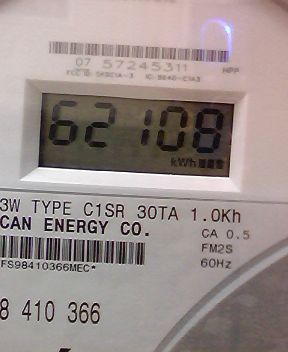 07 57245311
HPP
62108
kWh
3W TYPE C1SR 30TA 1.0Kh
CAN ENERGY CO.
CA 0.5
FM2S
60Hz
FS98410366MEC*
8 410 366